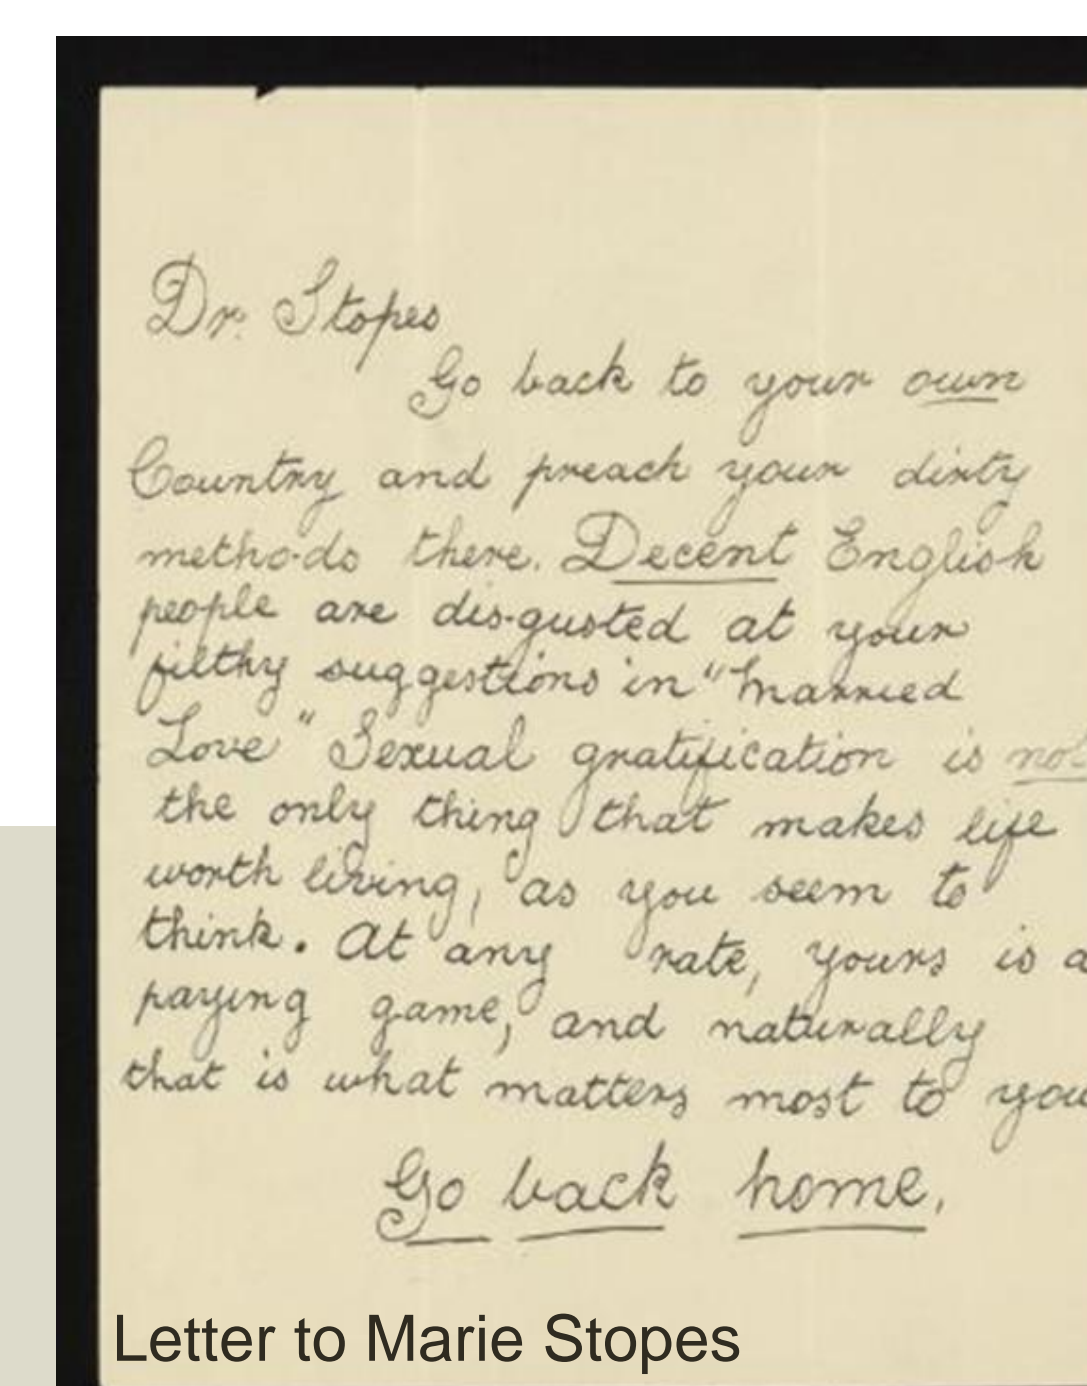 Dr. Stopes
Go back to your own
Country and preach your dirty
metho-ds there. Decent English
people are dis-gusted at your
filthy suggestions in "Married
Love" Sexual gratification is not
the only thing that makes life
worth living, as you seem to
think. At any rate, yours is a
paying game, and naturally
that is what matters most to you
Go back home.
Letter to Marie Stopes